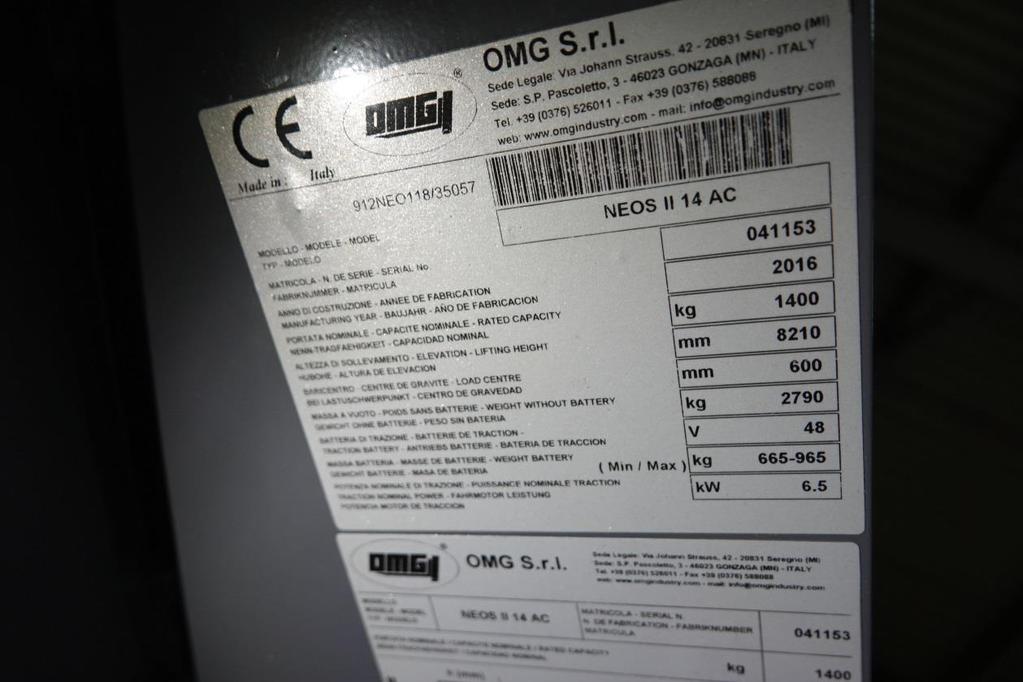 OMG S.r.l.
Sede Legale: Via Johann Strauss, 42 - 20831 Seregno (MI)
Sede: S.P. Pascoletto, 3 - 46023 GONZAGA (MN) - ITALY
Tel. +39 (0376) 526011 - Fax +39 (0376) 588088
web: www.omgindustry.com - mail: info@omgindustry.com
CE
OMG ®
Made in : Italy
912NEO118/35057
MODELLO - MODELE - MODEL
TYP - MODELO
NEOS II 14 AC
MATRICOLA - N. DE SERIE - SERIAL No.
FABRIKNUMMER - MATRICULA
041153
ANNO DI COSTRUZIONE - ANNEE DE FABRICATION
MANUFACTURING YEAR - BAUJAHR - AÑO DE FABRICACION
2016
PORTATA NOMINALE - CAPACITE NOMINALE - RATED CAPACITY
NENN-TRAGFAEHIGKEIT - CAPACIDAD NOMINAL
kg 1400
ALTEZZA DI SOLLEVAMENTO - ELEVATION - LIFTING HEIGHT
HUBOHE - ALTURA DE ELEVACION
mm 8210
BARICENTRO - CENTRE DE GRAVITE - LOAD CENTRE
BEI LASTUSCHWERPUNKT - CENTRO DE GRAVEDAD
mm 600
MASSA A VUOTO - POIDS SANS BATTERIE - WEIGHT WITHOUT BATTERY
GEWICHT OHNE BATTERIE - PESO SIN BATERIA
kg 2790
BATTERIA DI TRAZIONE - BATTERIE DE TRACTION -
TRACTION BATTERY - ANTRIEBS BATTERIE - BATERIA DE TRACCION
V 48
MASSA BATTERIA - MASSE DE BATTERIE - WEIGHT BATTERY
GEWICHT BATTERIE - MASA DE BATERIA
( Min / Max ) kg 665-965
POTENZA NOMINALE DI TRAZIONE - PUISSANCE NOMINALE TRACTION
TRACTION NOMINAL POWER - FAHRMOTOR LEISTUNG
POTENCIA MOTOR DE TRACCION
kW 6.5
OMG ®
OMG S.r.l.
Sede Legale: Via Johann Strauss, 42 - 20831 Seregno (MI)
Sede: S.P. Pascoletto, 3 - 46023 GONZAGA (MN) - ITALY
Tel. +39 (0376) 526011 - Fax +39 (0376) 588088
web: www.omgindustry.com - mail: info@omgindustry.com
NEOS II 14 AC
MATRICOLA - SERIAL N.
N. DE FABRICATION - FABRIKNUMBER
MATRICULA
041153
kg 1400